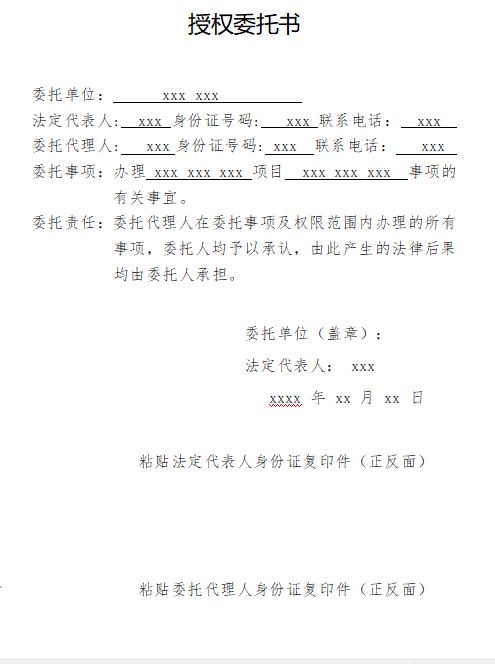 授权委托书
委托单位： xxx xxx
法定代表人: xxx 身份证号码: xxx 联系电话： xxx
委托代理人: xxx 身份证号码: xxx 联系电话： xxx
委托事项：办理 xxx xxx xxx 项目 xxx xxx xxx 事项的
有关事宜。
委托责任：委托代理人在委托事项及权限范围内办理的所有
事项，委托人均予以承认，由此产生的法律后果
均由委托人承担。
委托单位（盖章）：
法定代表人： xxx
xxxx 年 xx 月 xx 日
粘贴法定代表人身份证复印件（正反面）
粘贴委托代理人身份证复印件（正反面）